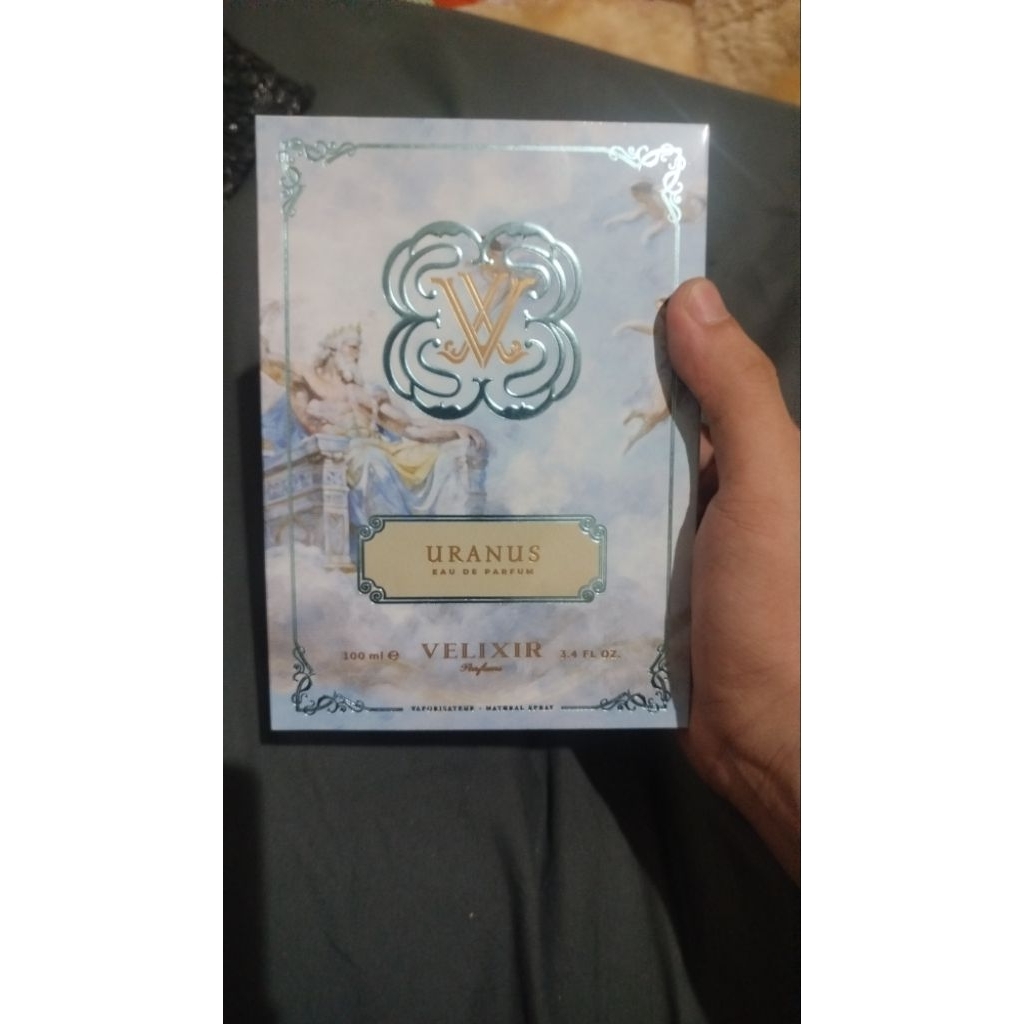 URANUS
EAU DE PARFUM
100 ml ℮ VELIXIR 3.4 FL OZ.
Parfums
VAPORISATEUR - NATURAL SPRAY